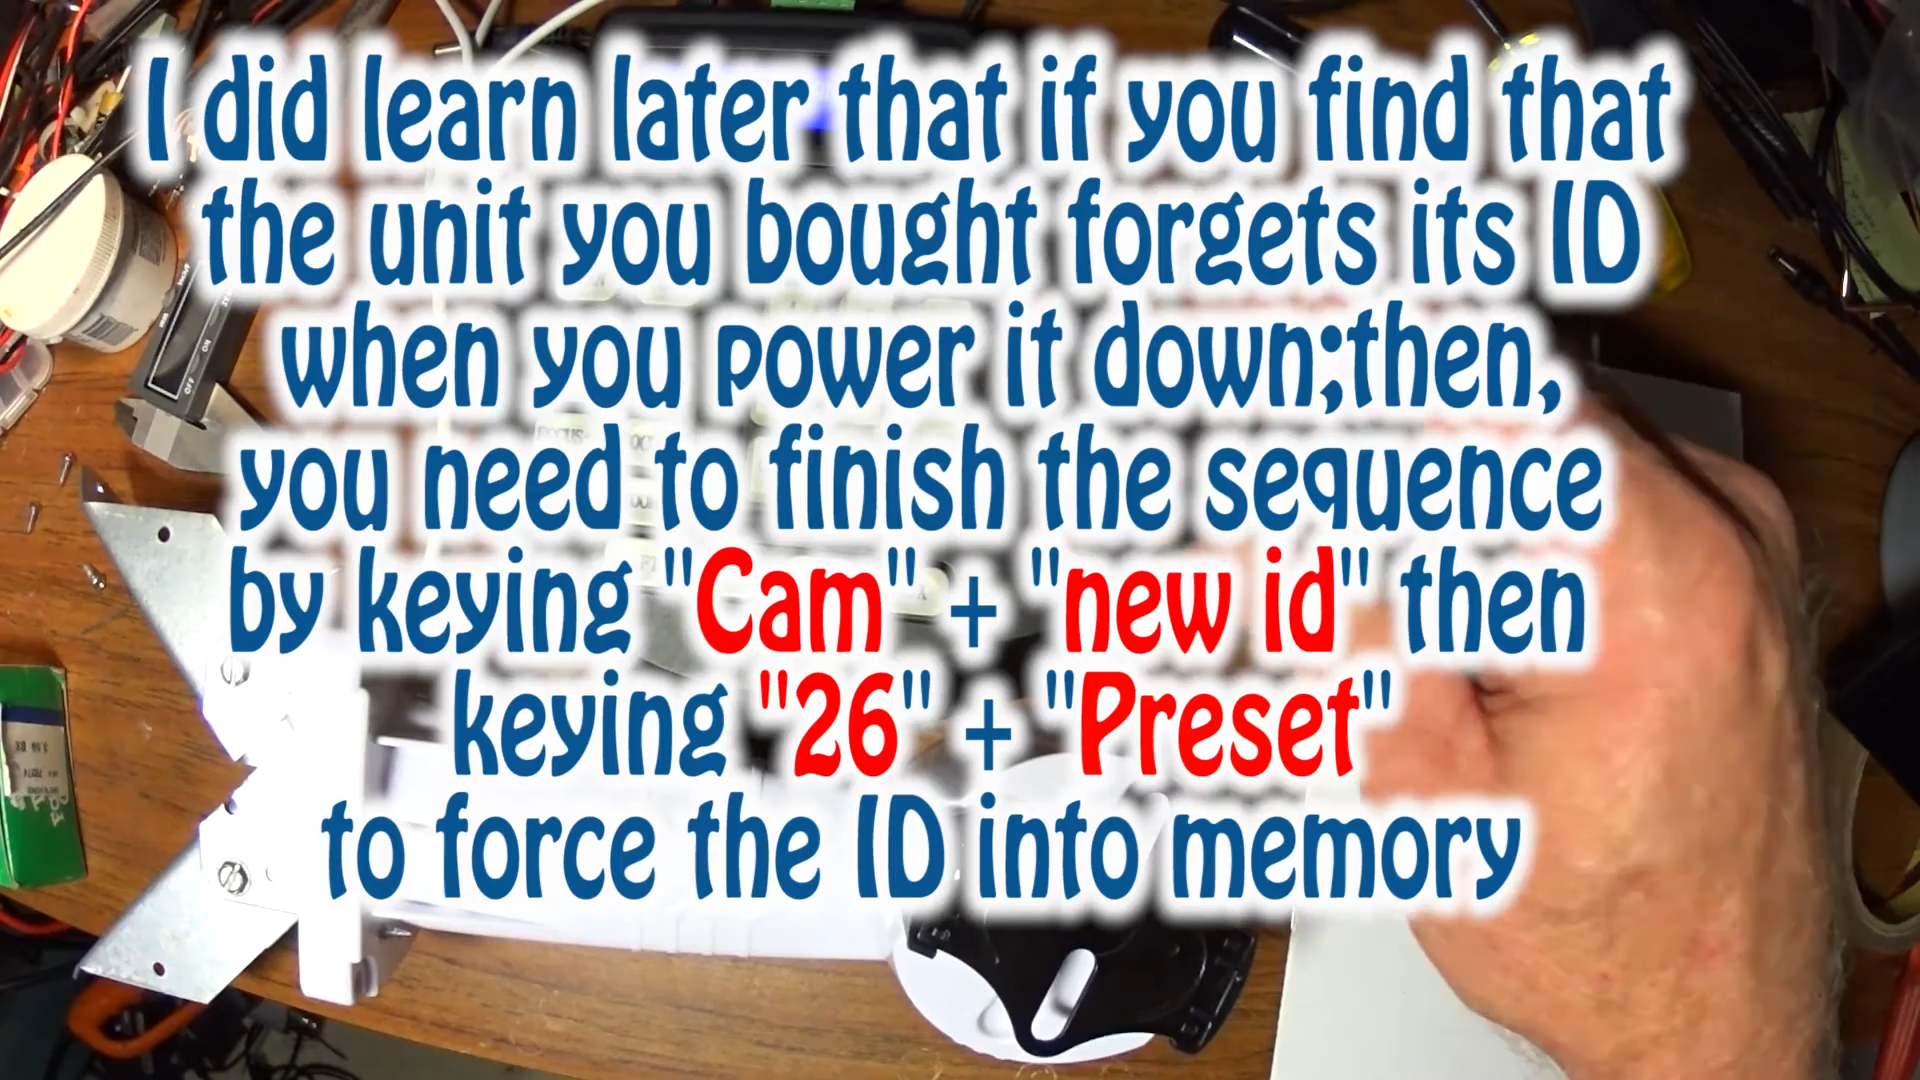 I did learn later that if you find that
the unit you bought forgets its ID
when you power it down;then,
you need to finish the sequence
by keying "Cam" + "new id" then
keying "26" + "Preset"
to force the ID into memory
ON
OFF